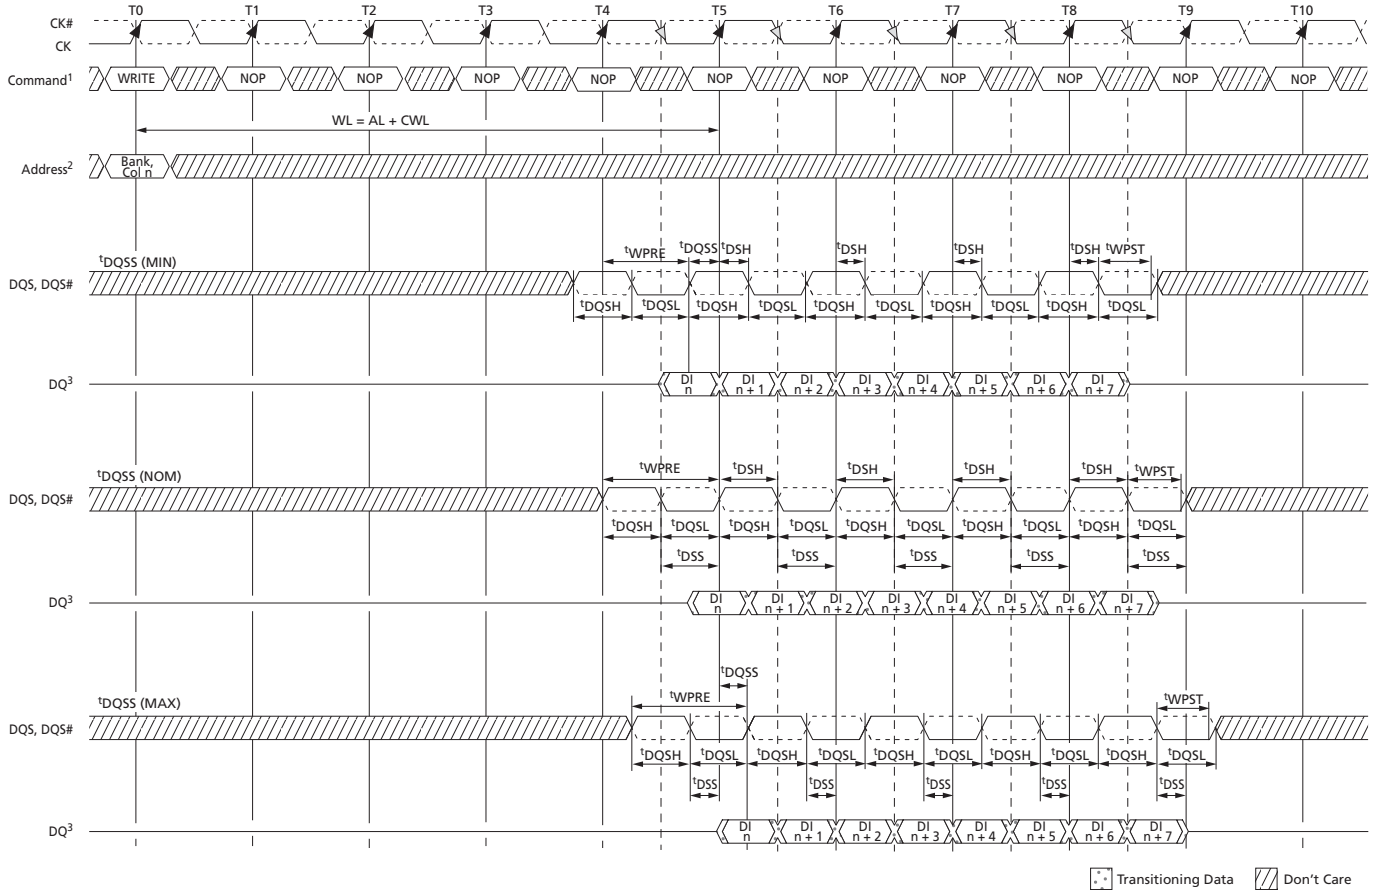 T0 T1 T2 T3 T4 T5 T6 T7 T8 T9 T10
CK#
CK
Command1 WRITE NOP NOP NOP NOP NOP NOP NOP NOP NOP NOP
WL = AL + CWL
Address2 Bank,
Col n
tDQSS (MIN) tWPRE tDQSS tDSH tDSH tDSH tDSH tWPST
DQS, DQS#
tDQSH tDQSL tDQSH tDQSL tDQSH tDQSL tDQSH tDQSL tDQSH tDQSL
DQ3 DI DI DI DI DI DI DI DI
n n + 1 n + 2 n + 3 n + 4 n + 5 n + 6 n + 7
tDQSS (NOM) tWPRE tDSH tDSH tDSH tDSH tWPST
DQS, DQS#
tDQSH tDQSL tDQSH tDQSL tDQSH tDQSL tDQSH tDQSL tDQSH tDQSL
tDSS tDSS tDSS tDSS tDSS
DQ3 DI DI DI DI DI DI DI DI
n n + 1 n + 2 n + 3 n + 4 n + 5 n + 6 n + 7
tDQSS
tDQSS (MAX) tWPRE tWPST
DQS, DQS#
tDQSH tDQSL tDQSH tDQSL tDQSH tDQSL tDQSH tDQSL tDQSH tDQSL
tDSS tDSS tDSS tDSS tDSS
DQ3 DI DI DI DI DI DI DI DI
n n + 1 n + 2 n + 3 n + 4 n + 5 n + 6 n + 7
Transitioning Data Don't Care